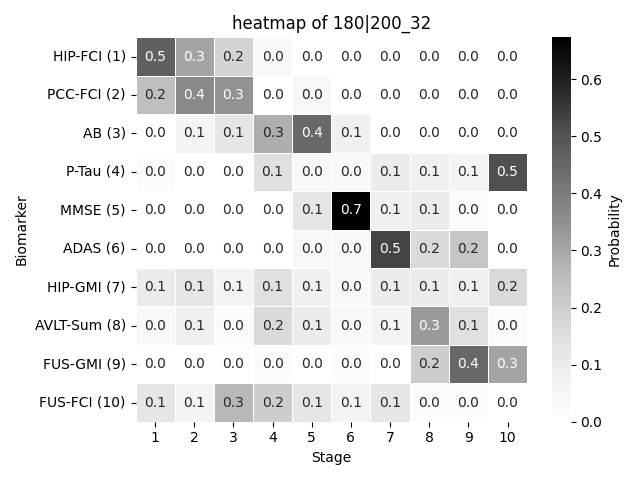 heatmap of 180|200_32
HIP-FCI (1) 0.5 0.3 0.2 0.0 0.0 0.0 0.0 0.0 0.0 0.0
PCC-FCI (2) 0.2 0.4 0.3 0.0 0.0 0.0 0.0 0.0 0.0 0.0
AB (3) 0.0 0.1 0.1 0.3 0.4 0.1 0.0 0.0 0.0 0.0
P-Tau (4) 0.0 0.0 0.0 0.1 0.0 0.0 0.1 0.1 0.1 0.5
MMSE (5) 0.0 0.0 0.0 0.0 0.1 0.7 0.1 0.1 0.0 0.0
ADAS (6) 0.0 0.0 0.0 0.0 0.0 0.0 0.5 0.2 0.2 0.0
HIP-GMI (7) 0.1 0.1 0.1 0.1 0.1 0.0 0.1 0.1 0.1 0.2
AVLT-Sum (8) 0.0 0.1 0.0 0.2 0.1 0.0 0.1 0.3 0.1 0.0
FUS-GMI (9) 0.0 0.0 0.0 0.0 0.0 0.0 0.0 0.2 0.4 0.3
FUS-FCI (10) 0.1 0.1 0.3 0.2 0.1 0.1 0.1 0.0 0.0 0.0
1 2 3 4 5 6 7 8 9 10
Stage
Biomarker
0.6
0.5
0.4
0.3
0.2
0.1
0.0
Probability